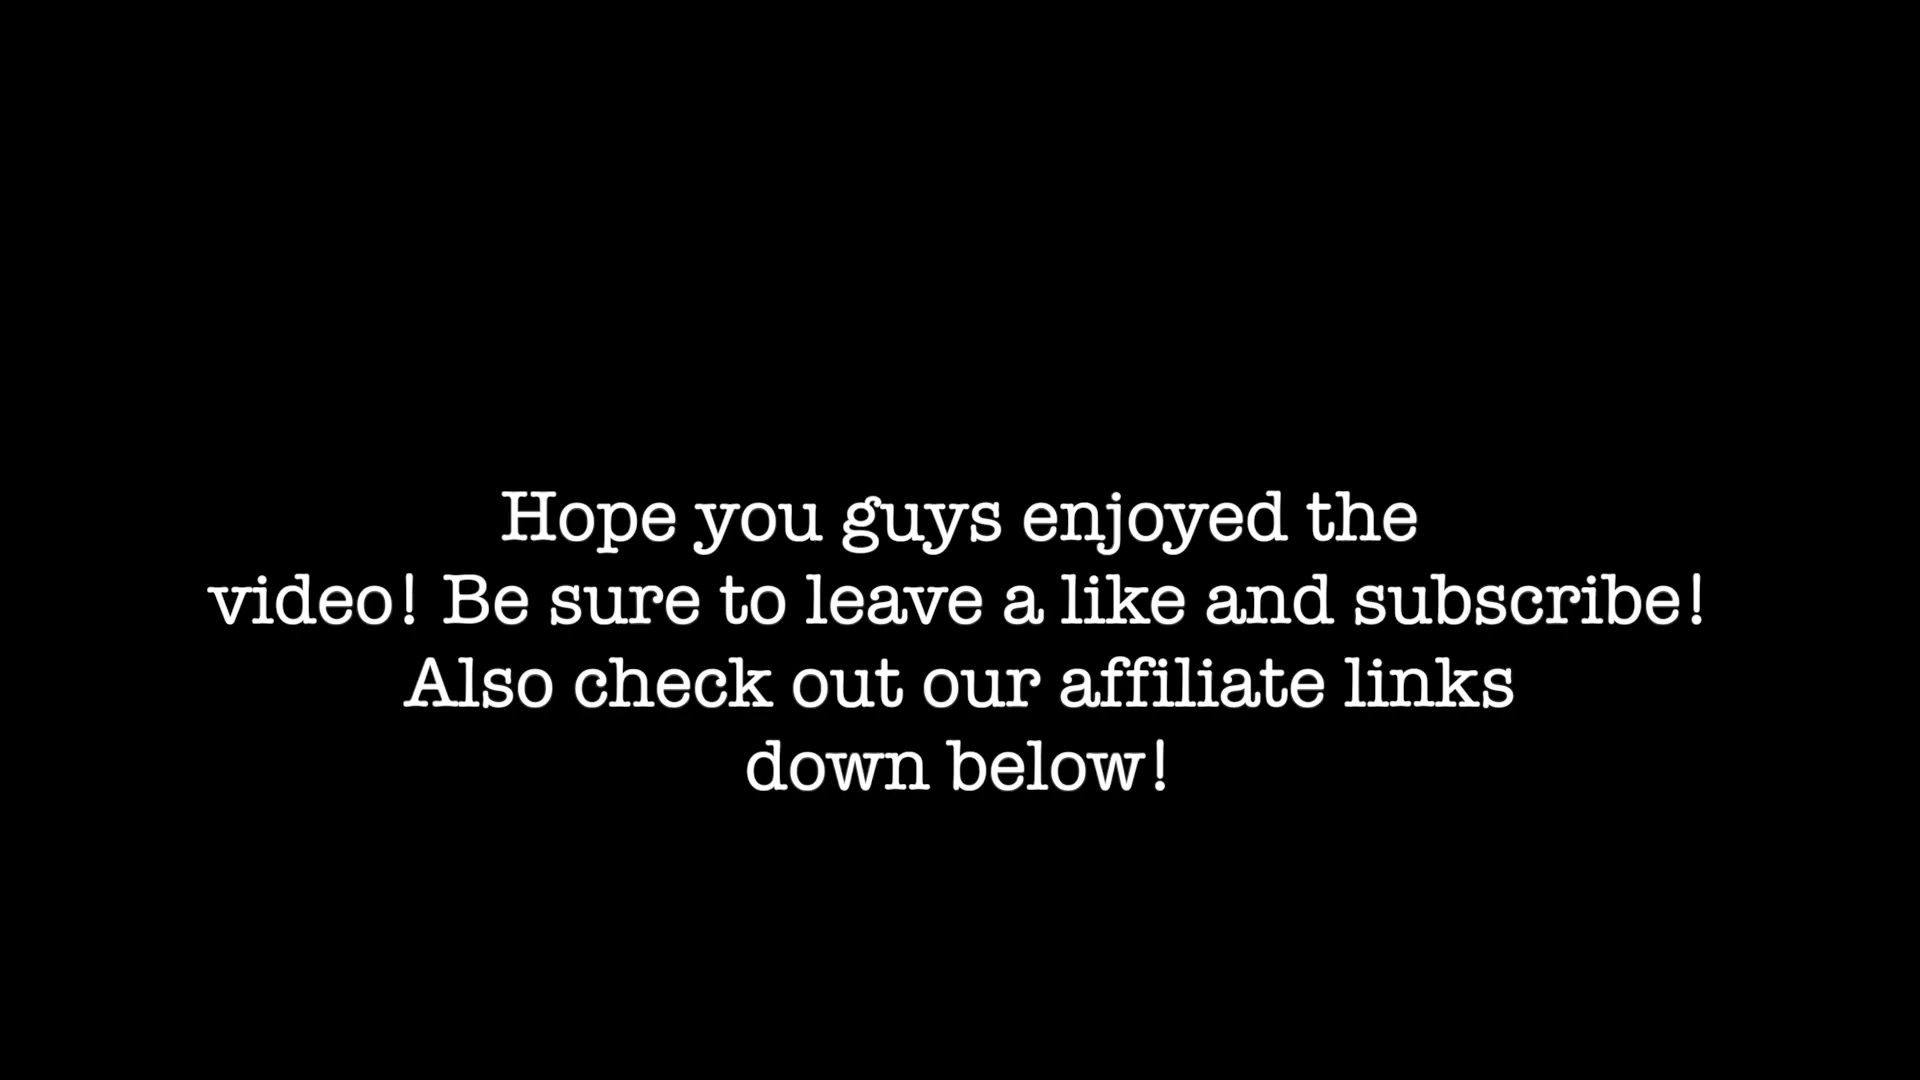 Hope you guys enjoyed the
video! Be sure to leave a like and subscribe!
Also check out our affiliate links
down below!